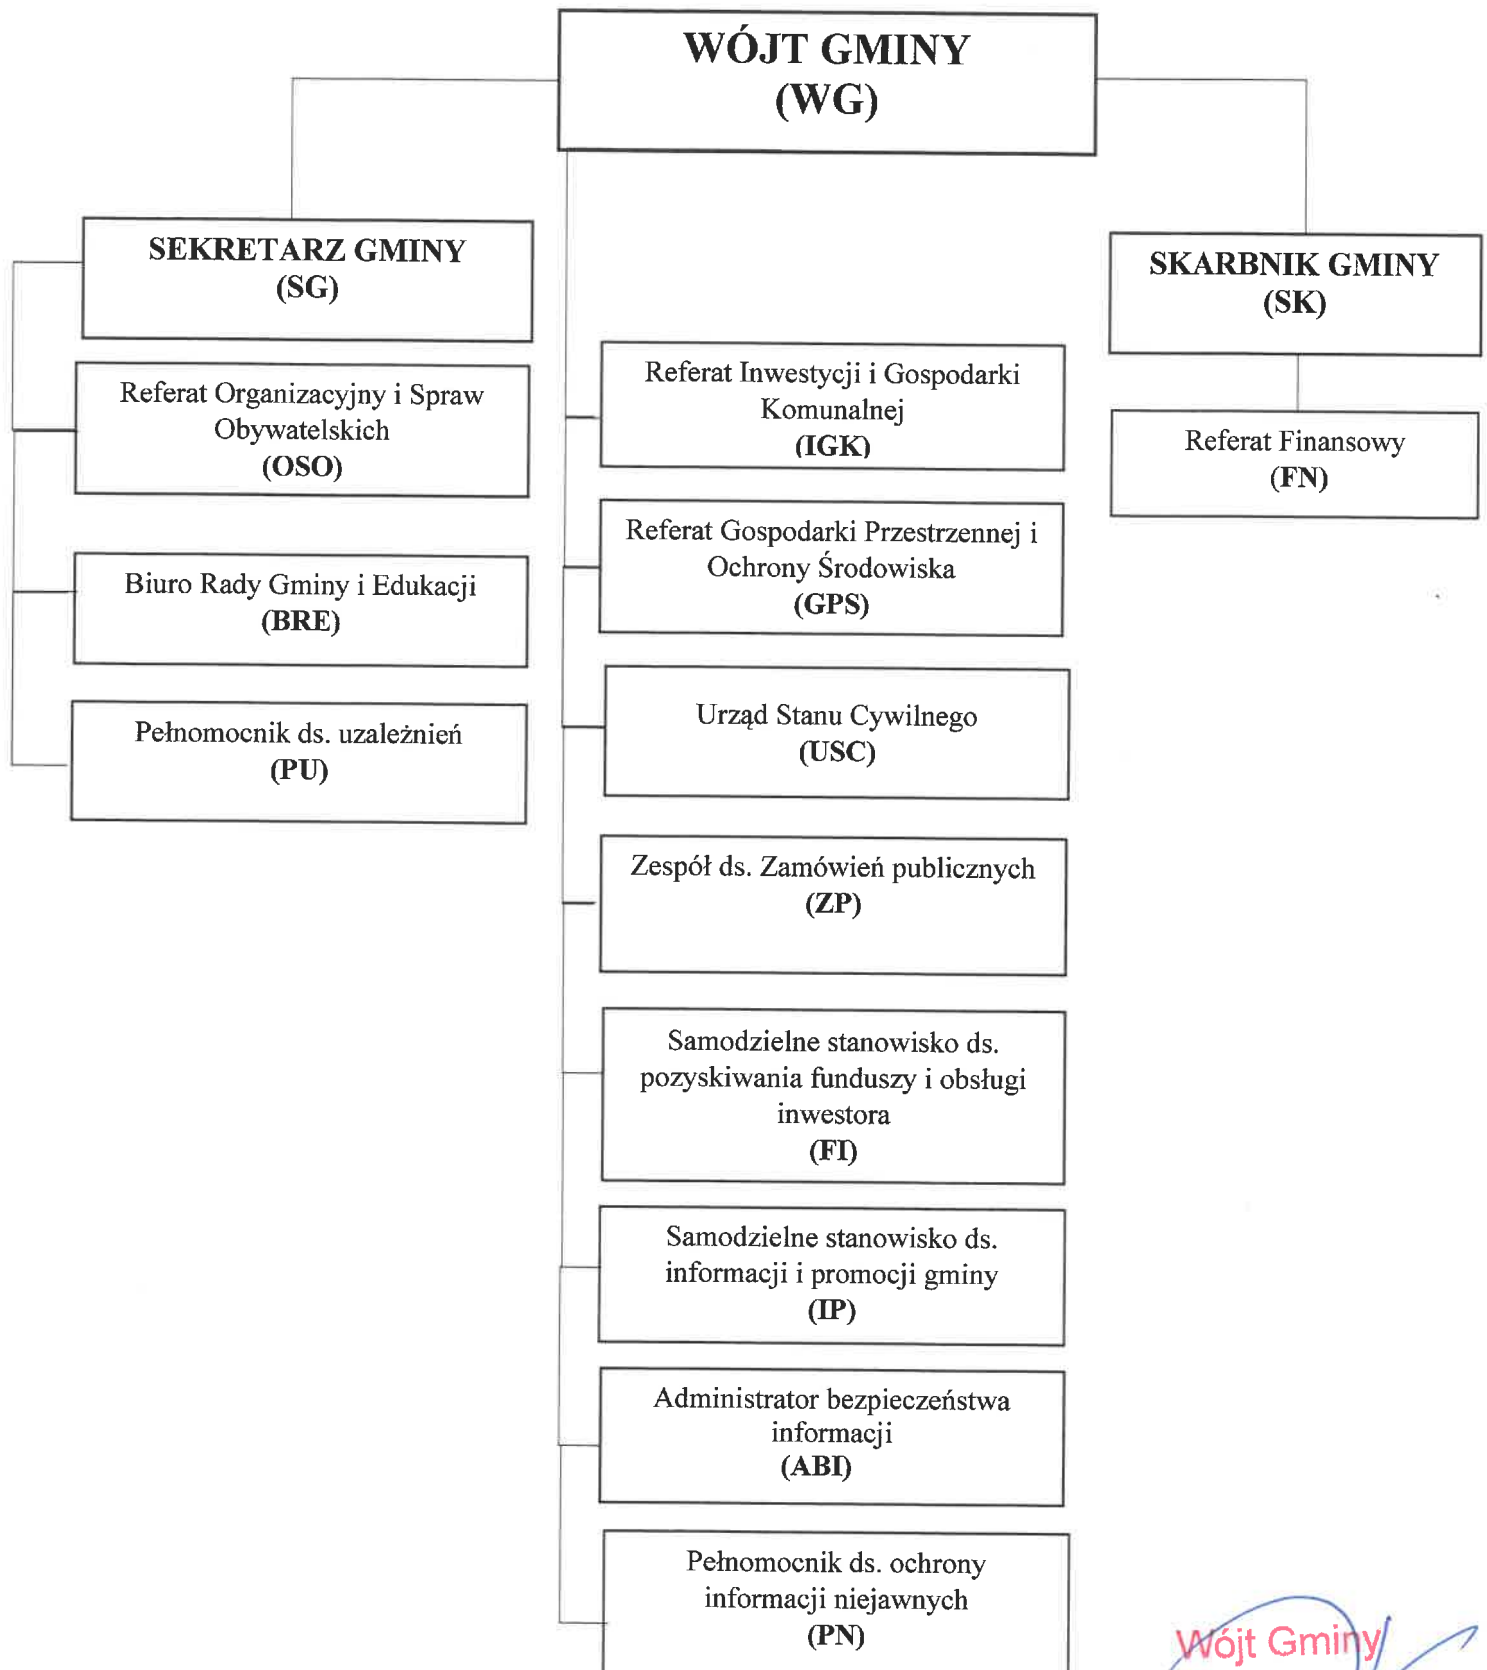 WÓJT GMINY
(WG)
SEKRETARZ GMINY
(SG)
Referat Organizacyjny i Spraw
Obywatelskich
(OSO)
Biuro Rady Gminy i Edukacji
(BRE)
Pełnomocnik ds. uzależnień
(PU)
Referat Inwestycji i Gospodarki
Komunalnej
(IGK)
Referat Gospodarki Przestrzennej i
Ochrony Środowiska
(GPS)
Urząd Stanu Cywilnego
(USC)
Zespół ds. Zamówień publicznych
(ZP)
Samodzielne stanowisko ds.
pozyskiwania funduszy i obsługi
inwestora
(FI)
Samodzielne stanowisko ds.
informacji i promocji gminy
(IP)
Administrator bezpieczeństwa
informacji
(ABI)
Pełnomocnik ds. ochrony
informacji niejawnych
(PN)
SKARBNIK GMINY
(SK)
Referat Finansowy
(FN)
Wójt Gminy